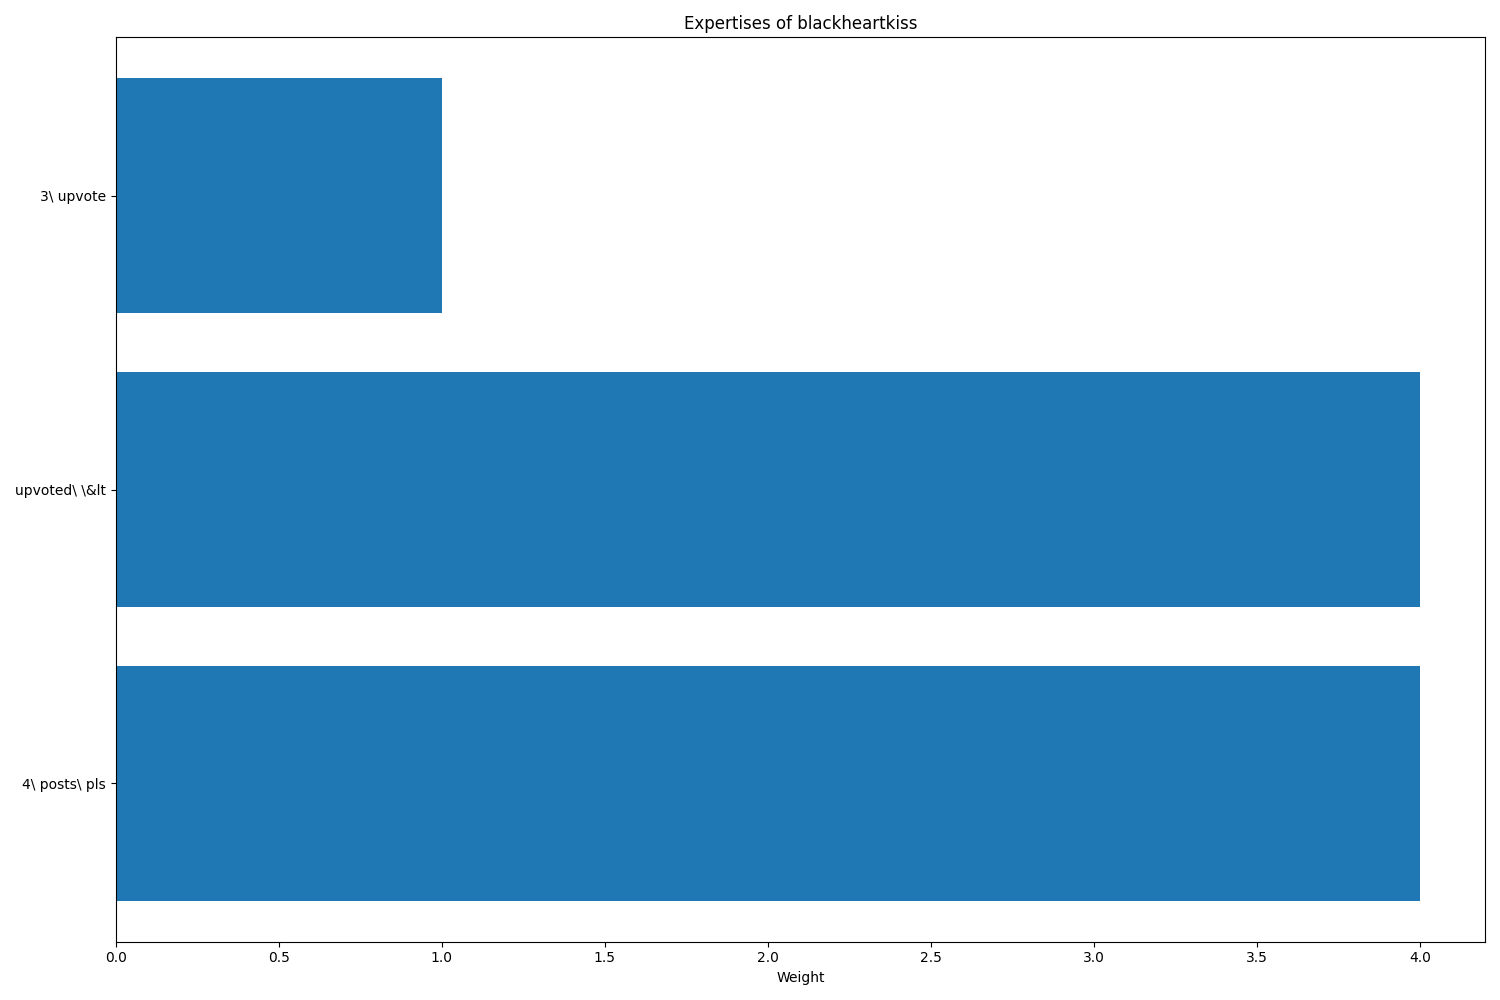 Expertises of blackheartkiss
3\ upvote
upvoted\ \&lt
4\ posts\ pls
0.0 0.5 1.0 1.5 2.0 2.5 3.0 3.5 4.0
Weight